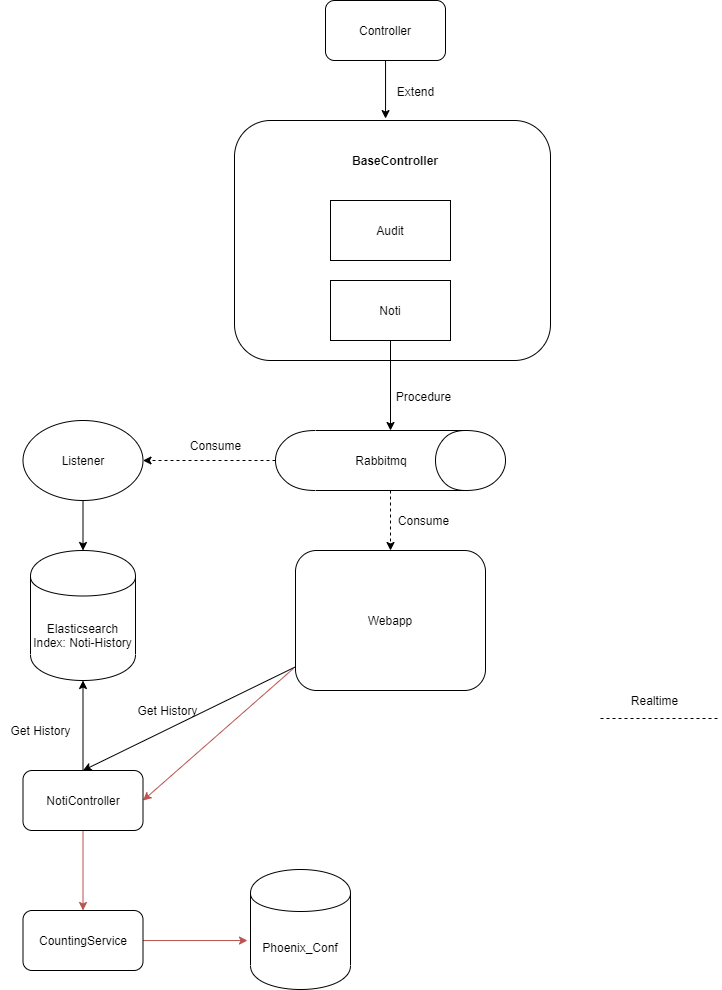 Controller
Extend
BaseController
Audit
Noti
Procedure
Consume
Listener
Rabbitmq
Consume
Elasticsearch
Index: Noti-History
Webapp
Get History
Get History
Realtime
NotiController
CountingService
Phoenix_Conf